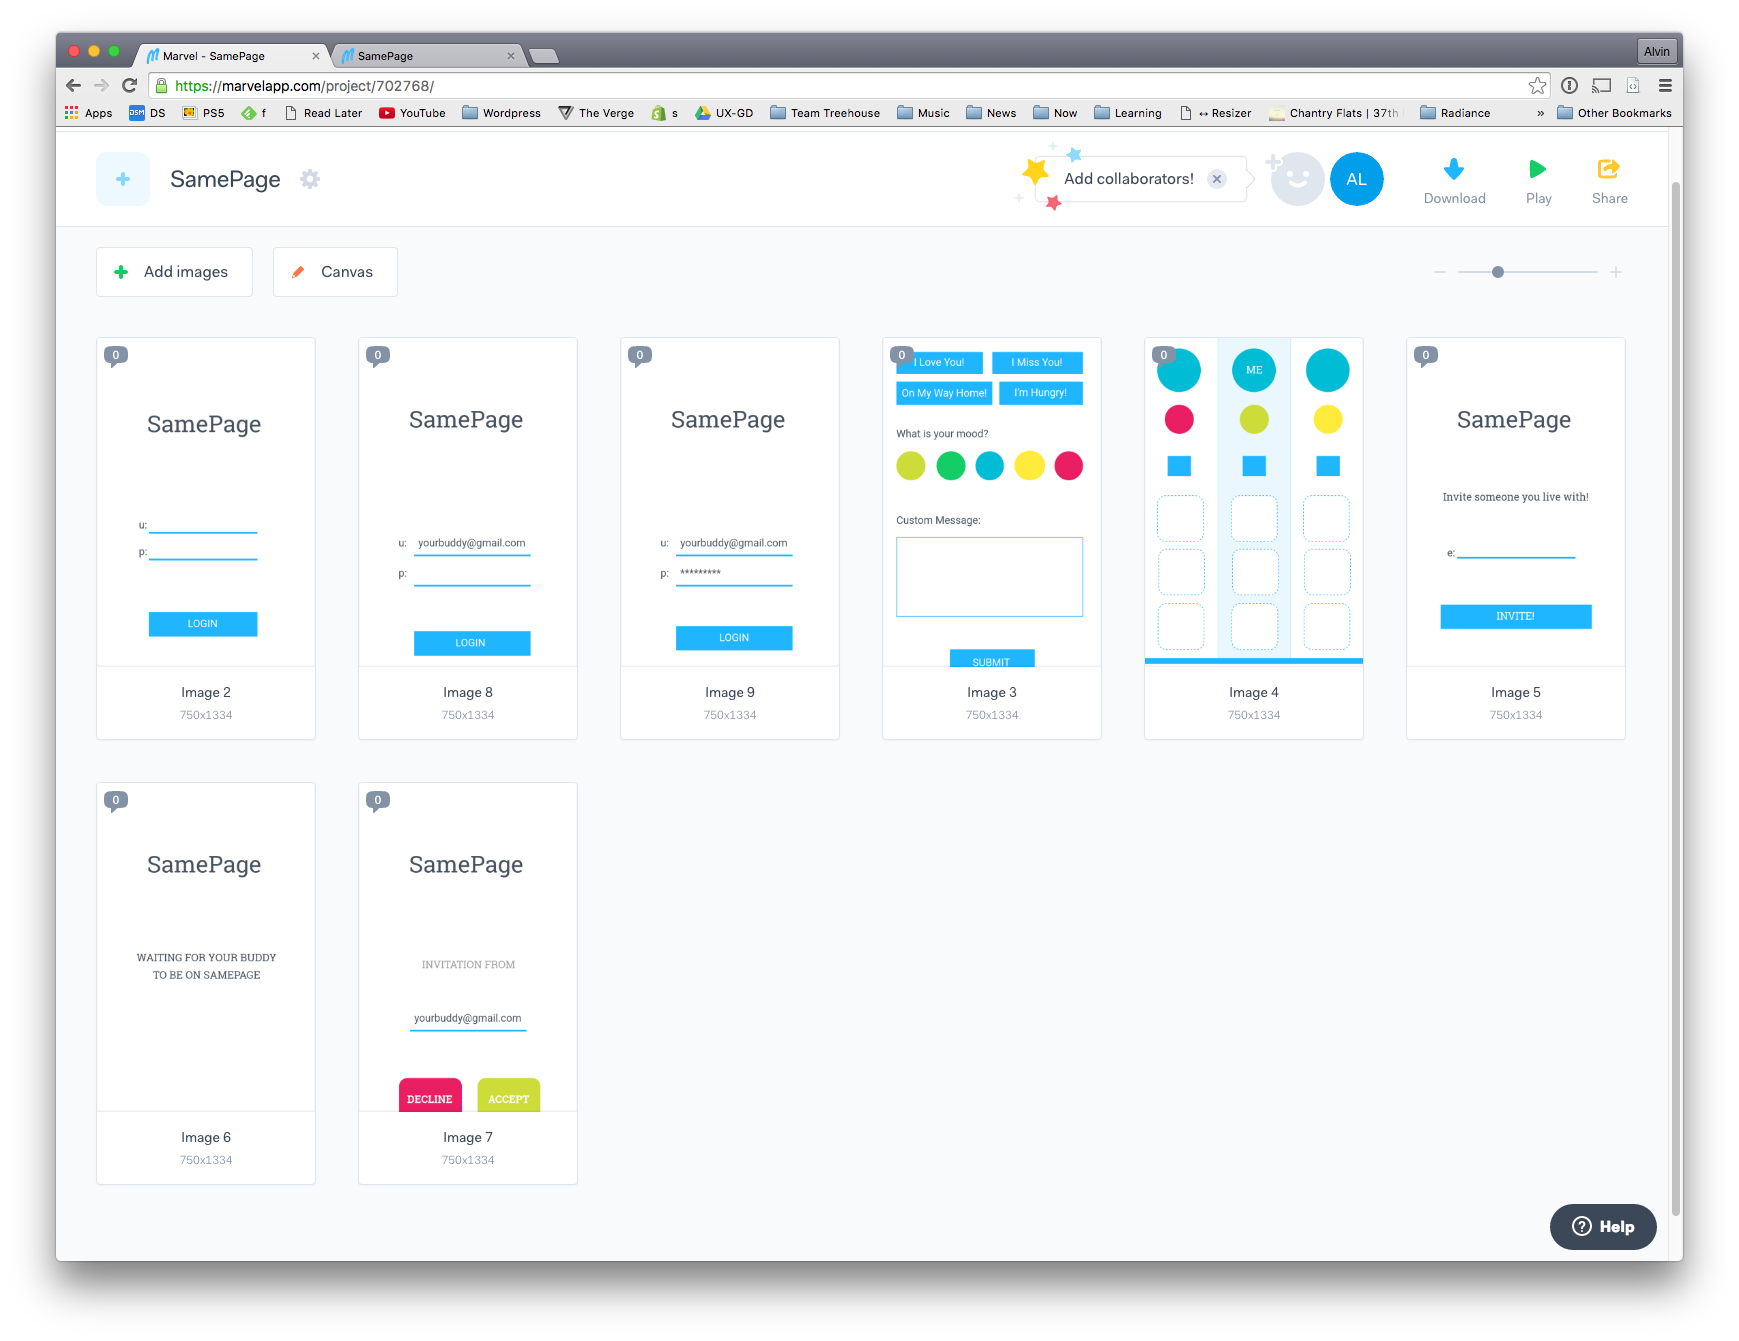 Marvel - SamePage
SamePage
Alvin
https://marvelapp.com/project/702768/
Apps
DS
PS5
f
Read Later
YouTube
Wordpress
The Verge
s
UX-GD
Team Treehouse
Music
News
Now
Learning
↔ Resizer
Chantry Flats | 37th
Radiance
»
Other Bookmarks
SamePage
Add collaborators!
AL
Download
Play
Share
Add images
Canvas
0
SamePage
u:
p:
LOGIN
Image 2
750x1334
0
SamePage
u: yourbuddy@gmail.com
p:
LOGIN
Image 8
750x1334
0
SamePage
u: yourbuddy@gmail.com
p: *********
LOGIN
Image 9
750x1334
0
I Love You!
I Miss You!
On My Way Home!
I'm Hungry!
What is your mood?
Custom Message:
SUBMIT
Image 3
750x1334
0
ME
Image 4
750x1334
0
SamePage
Invite someone you live with!
e:
INVITE!
Image 5
750x1334
0
SamePage
WAITING FOR YOUR BUDDY
TO BE ON SAMEPAGE
Image 6
750x1334
0
SamePage
INVITATION FROM
yourbuddy@gmail.com
DECLINE
ACCEPT
Image 7
750x1334
Help